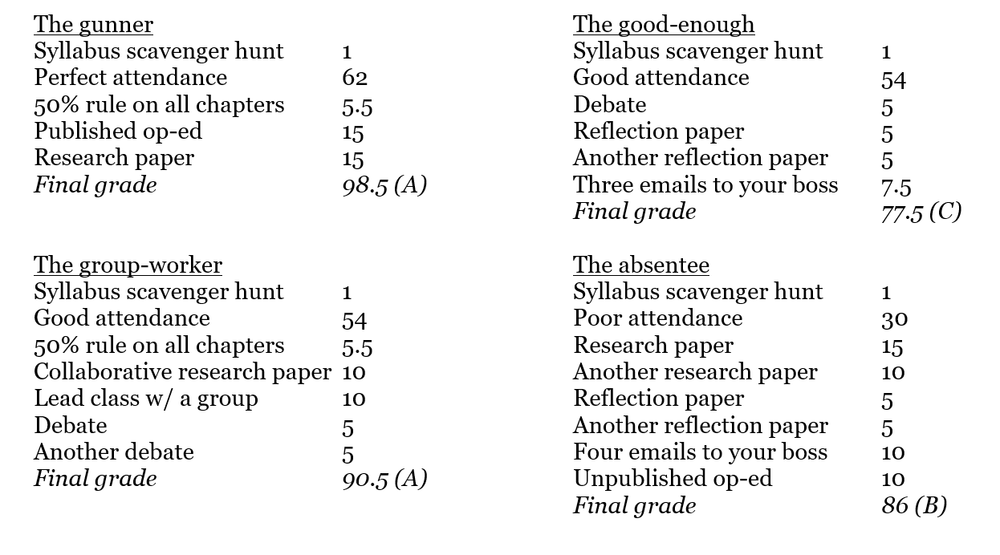 The gunner
Syllabus scavenger hunt 1
Perfect attendance 62
50% rule on all chapters 5.5
Published op-ed 15
Research paper 15
Final grade 98.5 (A)
The good-enough
Syllabus scavenger hunt 1
Good attendance 54
Debate 5
Reflection paper 5
Another reflection paper 5
Three emails to your boss 7.5
Final grade 77.5 (C)
The group-worker
Syllabus scavenger hunt 1
Good attendance 54
50% rule on all chapters 5.5
Collaborative research paper 10
Lead class w/ a group 10
Debate 5
Another debate 5
Final grade 90.5 (A)
The absentee
Syllabus scavenger hunt 1
Poor attendance 30
Research paper 15
Another research paper 10
Reflection paper 5
Another reflection paper 5
Four emails to your boss 10
Unpublished op-ed 10
Final grade 86 (B)